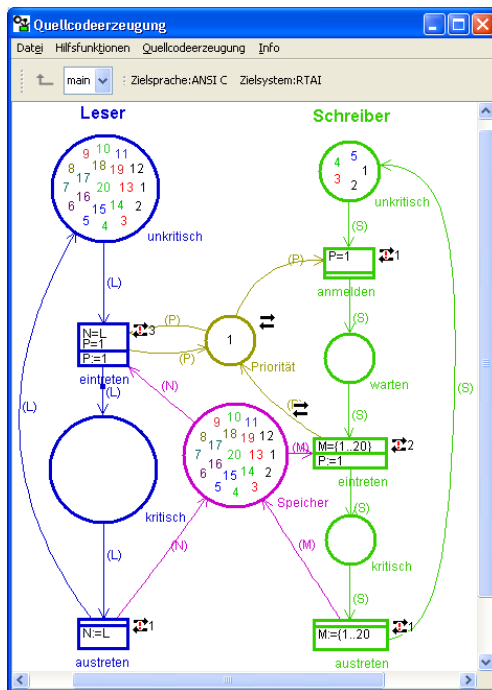 Quellcodeerzeugung
Datei Hilfsfunktionen Quellcodeerzeugung Info
main Zielsprache:ANSI C Zielsystem:RTAI
Leser
9 10 11
8 18 19 12
7 17 20 13 1
6 16 15 14 2
5 4 3
unkritisch
(L)
N=L
P=1
P:=1
3
eintreten
(L)
kritisch
(L)
N:=L
1
austreten
(L)
(P)
(P)
1
Priorität
(P)
(N)
9 10 11
8 18 19 12
7 17 20 13 1
6 16 15 14 2
5 4 3
Speicher
(M)
(N)
(M)
Schreiber
4 5
3 2 1
unkritisch
(S)
P=1
1
anmelden
(S)
warten
(S)
M={1..20}
P:=1
2
eintreten
(S)
kritisch
(S)
M:={1..20
1
austreten
(S)